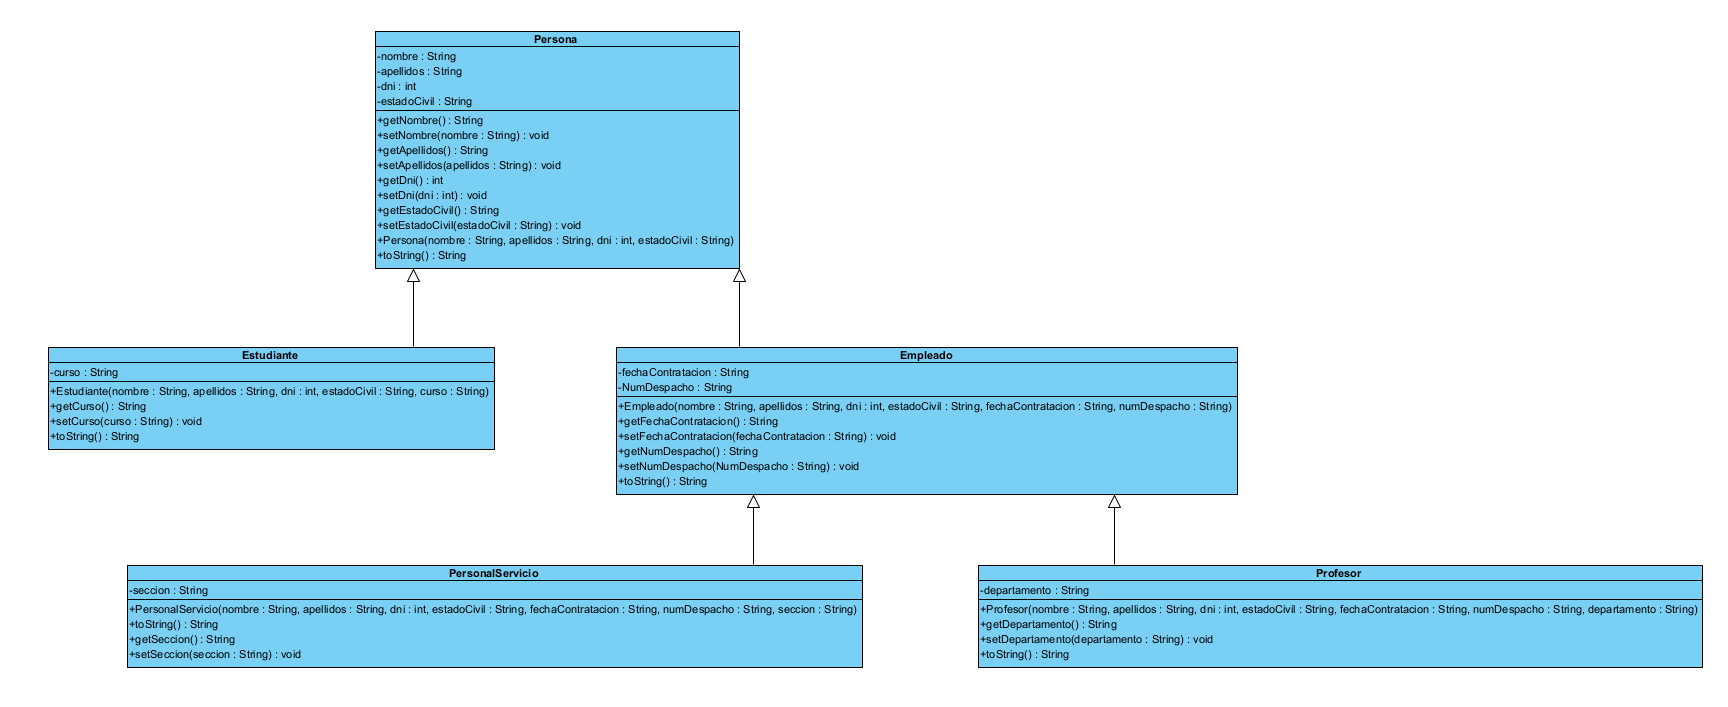 Persona
-nombre : String
-apellidos : String
-dni : int
-estadoCivil : String
+getNombre() : String
+setNombre(nombre : String) : void
+getApellidos() : String
+setApellidos(apellidos : String) : void
+getDni() : int
+setDni(dni : int) : void
+getEstadoCivil() : String
+setEstadoCivil(estadoCivil : String) : void
+Persona(nombre : String, apellidos : String, dni : int, estadoCivil : String)
+toString() : String
Estudiante
-curso : String
+Estudiante(nombre : String, apellidos : String, dni : int, estadoCivil : String, curso : String)
+getCurso() : String
+setCurso(curso : String) : void
+toString() : String
Empleado
-fechaContratacion : String
-NumDespacho : String
+Empleado(nombre : String, apellidos : String, dni : int, estadoCivil : String, fechaContratacion : String, numDespacho : String)
+getFechaContratacion() : String
+setFechaContratacion(fechaContratacion : String) : void
+getNumDespacho() : String
+setNumDespacho(NumDespacho : String) : void
+toString() : String
PersonalServicio
-seccion : String
+PersonalServicio(nombre : String, apellidos : String, dni : int, estadoCivil : String, fechaContratacion : String, numDespacho : String, seccion : String)
+toString() : String
+getSeccion() : String
+setSeccion(seccion : String) : void
Profesor
-departamento : String
+Profesor(nombre : String, apellidos : String, dni : int, estadoCivil : String, fechaContratacion : String, numDespacho : String, departamento : String)
+getDepartamento() : String
+setDepartamento(departamento : String) : void
+toString() : String